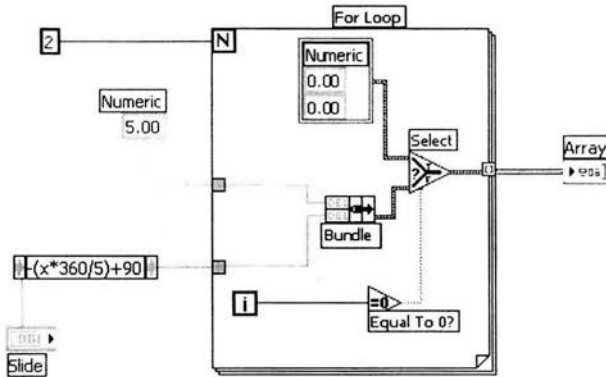 For Loop
2
N
Numeric
0.00
0.00
Numeric
5.00
Select
?
T
F
Array
Bundle
-(x*360/5)+90
i
=0
Equal To 0?
Slide